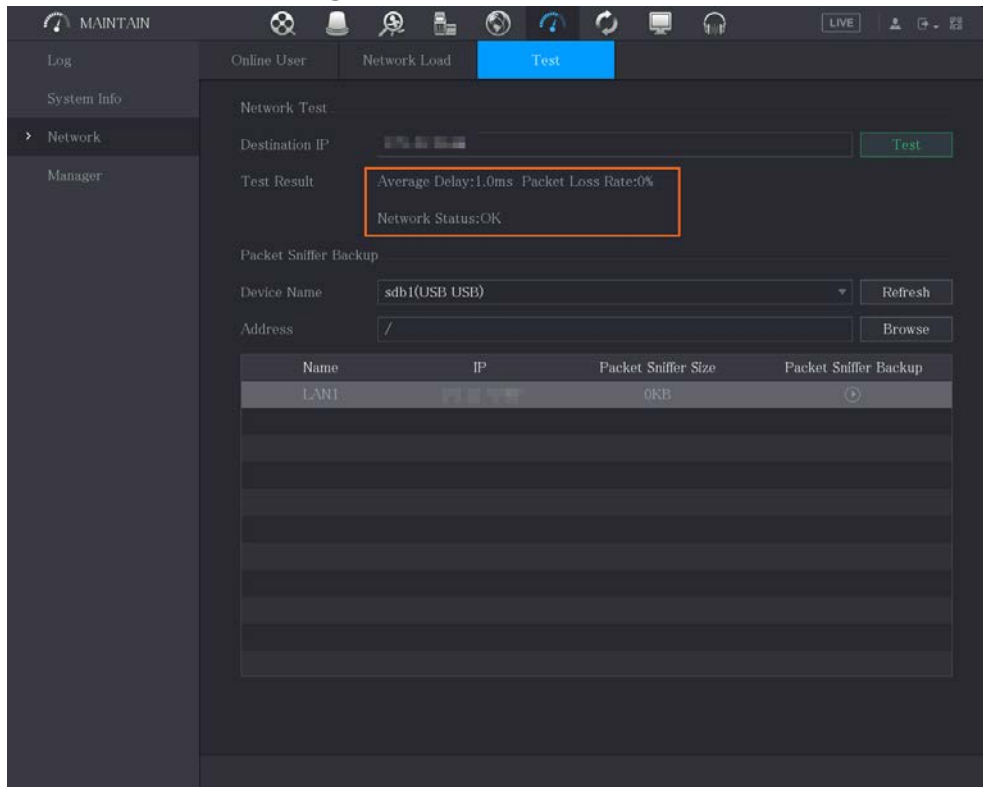 MAINTAIN
LIVE
Log
System Info
Network
Manager
Online User Network Load Test
Network Test
Destination IP Test
Test Result Average Delay:1.0ms Packet Loss Rate:0%
Network Status:OK
Packet Sniffer Backup
Device Name sdb1(USB USB) Refresh
Address / Browse
Name IP Packet Sniffer Size Packet Sniffer Backup
LAN1 0KB